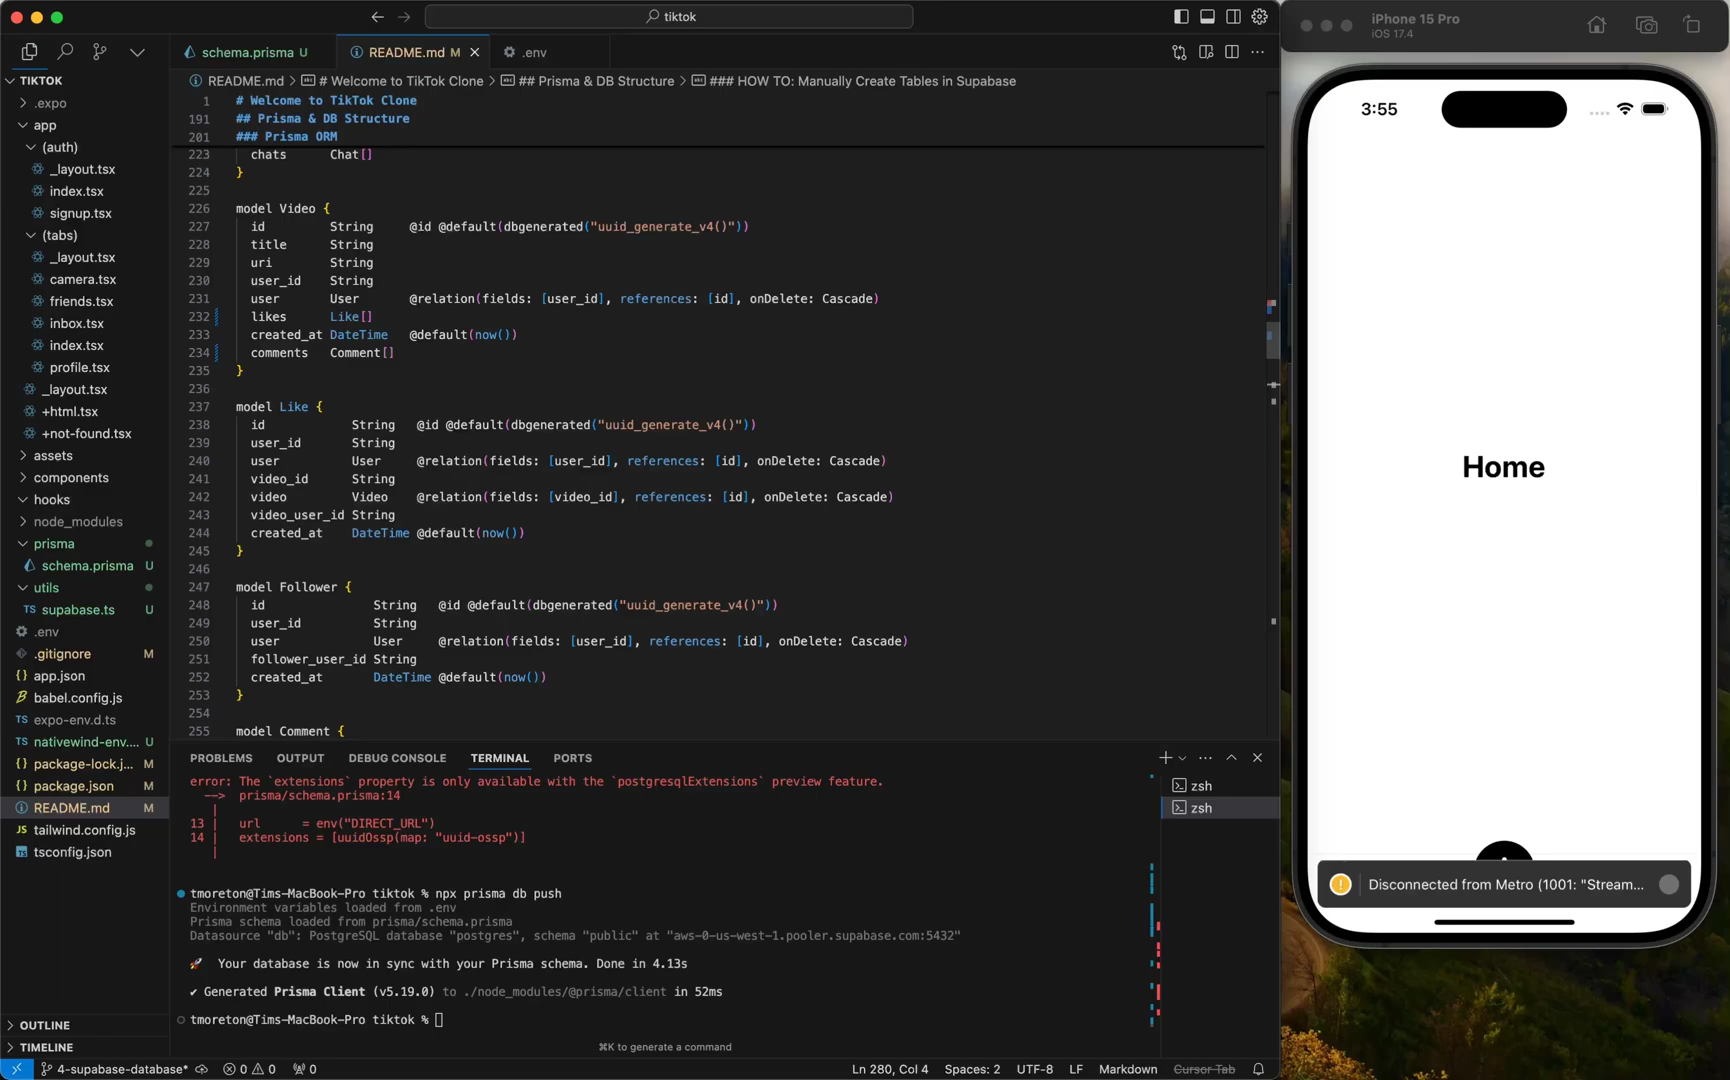 tiktok
iPhone 15 Pro
iOS 17.4
schema.prisma U
README.md M
.env
TIKTOK
.expo
app
(auth)
_layout.tsx
index.tsx
signup.tsx
(tabs)
_layout.tsx
camera.tsx
friends.tsx
inbox.tsx
index.tsx
profile.tsx
_layout.tsx
+html.tsx
+not-found.tsx
assets
components
hooks
node_modules
prisma
schema.prisma U
utils
TS supabase.ts U
.env
.gitignore M
{} app.json
babel.config.js
TS expo-env.d.ts
TS nativewind-env.... U
{} package-lock.j... M
{} package.json M
README.md M
JS tailwind.config.js
tsconfig.json
OUTLINE
TIMELINE
README.md > # Welcome to TikTok Clone > ## Prisma & DB Structure > ### HOW TO: Manually Create Tables in Supabase
1 # Welcome to TikTok Clone
191 ## Prisma & DB Structure
201 ### Prisma ORM
223 chats Chat[]
224 }
225
226 model Video {
227 id String @id @default(dbgenerated("uuid_generate_v4()"))
228 title String
229 uri String
230 user_id String
231 user User @relation(fields: [user_id], references: [id], onDelete: Cascade)
232 likes Like[]
233 created_at DateTime @default(now())
234 comments Comment[]
235 }
236
237 model Like {
238 id String @id @default(dbgenerated("uuid_generate_v4()"))
239 user_id String
240 user User @relation(fields: [user_id], references: [id], onDelete: Cascade)
241 video_id String
242 video Video @relation(fields: [video_id], references: [id], onDelete: Cascade)
243 video_user_id String
244 created_at DateTime @default(now())
245 }
246
247 model Follower {
248 id String @id @default(dbgenerated("uuid_generate_v4()"))
249 user_id String
250 user User @relation(fields: [user_id], references: [id], onDelete: Cascade)
251 follower_user_id String
252 created_at DateTime @default(now())
253 }
254
255 model Comment {
PROBLEMS OUTPUT DEBUG CONSOLE TERMINAL PORTS
error: The `extensions` property is only available with the `postgresqlExtensions` preview feature.
--> prisma/schema.prisma:14
|
13 | url = env("DIRECT_URL")
14 | extensions = [uuidOssp(map: "uuid-ossp")]
|
tmoreton@Tims-MacBook-Pro tiktok % npx prisma db push
Environment variables loaded from .env
Prisma schema loaded from prisma/schema.prisma
Datasource "db": PostgreSQL database "postgres", schema "public" at "aws-0-us-west-1.pooler.supabase.com:5432"
🚀 Your database is now in sync with your Prisma schema. Done in 4.13s
✔ Generated Prisma Client (v5.19.0) to ./node_modules/@prisma/client in 52ms
tmoreton@Tims-MacBook-Pro tiktok %
zsh
zsh
⌘K to generate a command
4-supabase-database* 0 0 0
Ln 280, Col 4 Spaces: 2 UTF-8 LF Markdown Cursor Tab
3:55
Home
Disconnected from Metro (1001: "Stream...